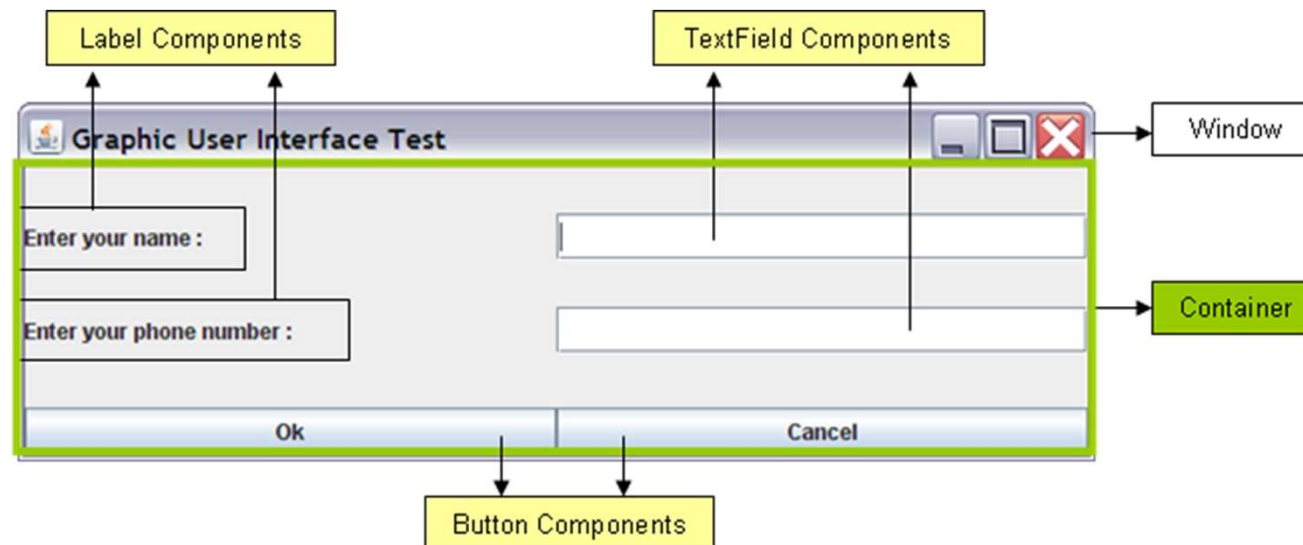 Label Components
TextField Components
Graphic User Interface Test
Window
Enter your name :
Container
Enter your phone number :
Ok
Cancel
Button Components